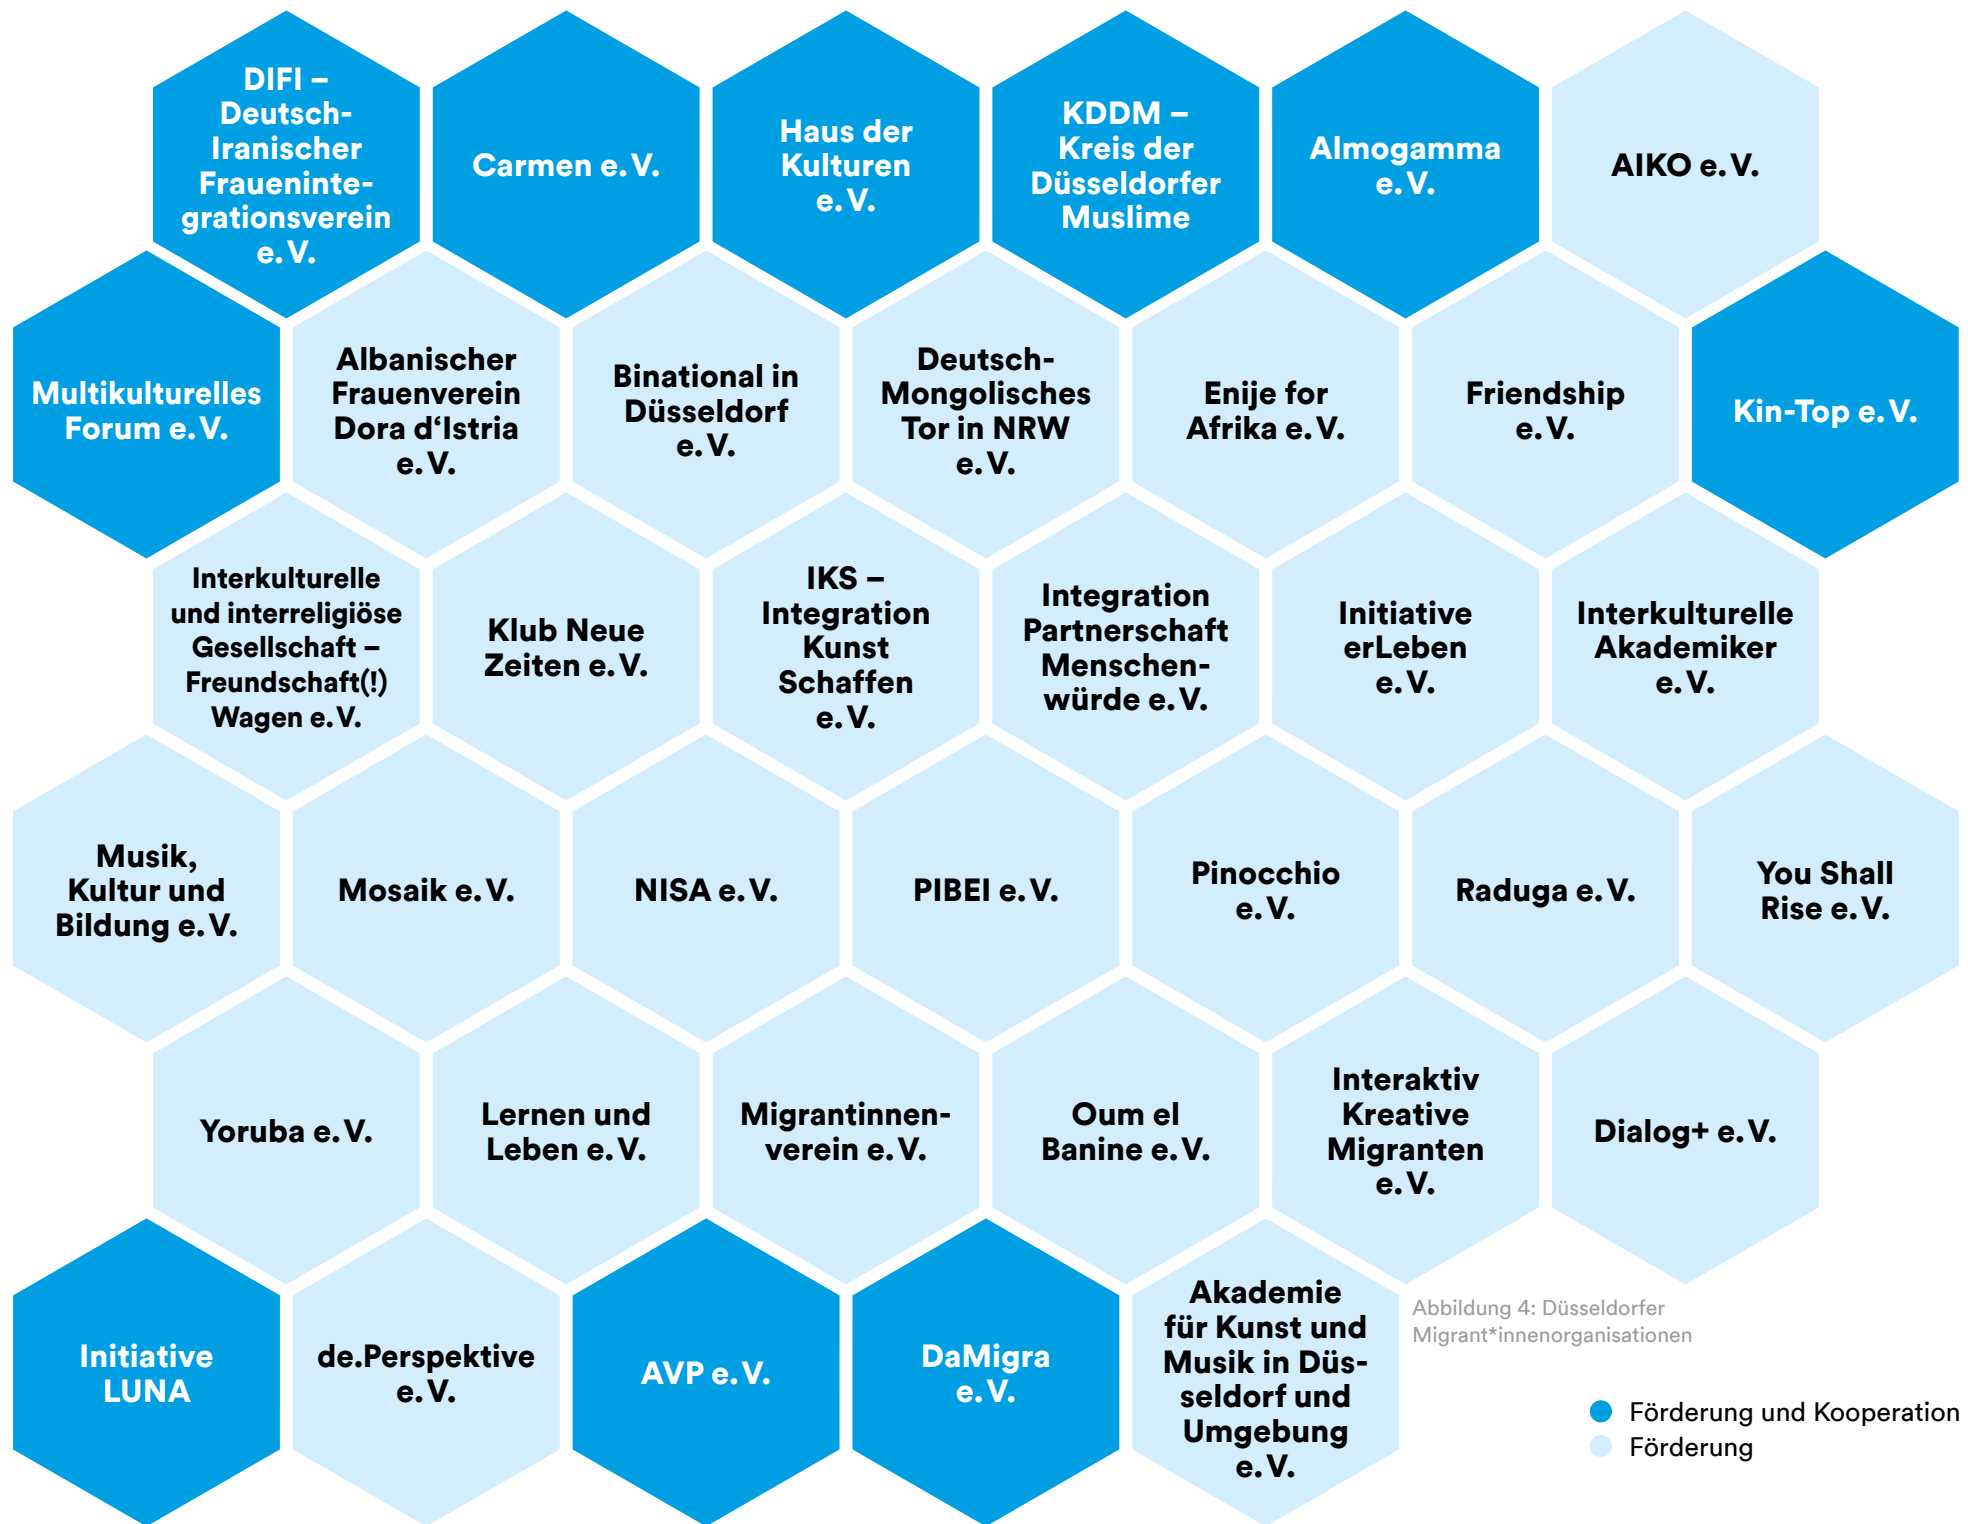 DIFI –
Deutsch-
Iranischer
Fraueninte-
grationsverein
e. V.
Carmen e. V.
Haus der
Kulturen
e. V.
KDDM –
Kreis der
Düsseldorfer
Muslime
Almogamma
e. V.
AIKO e. V.
Multikulturelles
Forum e. V.
Albanischer
Frauenverein
Dora d‘Istria
e. V.
Binational in
Düsseldorf
e. V.
Deutsch-
Mongolisches
Tor in NRW
e. V.
Enije for
Afrika e. V.
Friendship
e. V.
Kin-Top e. V.
Interkulturelle
und interreligiöse
Gesellschaft –
Freundschaft(!)
Wagen e. V.
Klub Neue
Zeiten e. V.
IKS –
Integration
Kunst
Schaffen
e. V.
Integration
Partnerschaft
Menschen-
würde e. V.
Initiative
erLeben
e. V.
Interkulturelle
Akademiker
e. V.
Musik,
Kultur und
Bildung e. V.
Mosaik e. V.
NISA e. V.
PIBEI e. V.
Pinocchio
e. V.
Raduga e. V.
You Shall
Rise e. V.
Yoruba e. V.
Lernen und
Leben e. V.
Migrantinnen-
verein e. V.
Oum el
Banine e. V.
Interaktiv
Kreative
Migranten
e. V.
Dialog+ e. V.
Initiative
LUNA
de.Perspektive
e. V.
AVP e. V.
DaMigra
e. V.
Akademie
für Kunst und
Musik in Düs-
seldorf und
Umgebung
e. V.
Abbildung 4: Düsseldorfer
Migrant*innenorganisationen
Förderung und Kooperation
Förderung